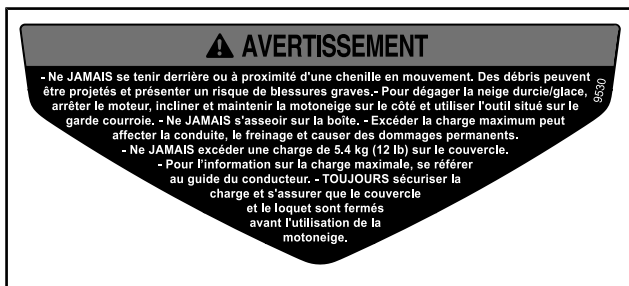 AVERTISSEMENT
- Ne JAMAIS se tenir derrière ou à proximité d'une chenille en mouvement. Des débris peuvent
être projetés et présenter un risque de blessures graves.- Pour dégager la neige durcie/glace,
arrêter le moteur, incliner et maintenir la motoneige sur le côté et utiliser l'outil situé sur le
garde courroie. - Ne JAMAIS s'asseoir sur la boîte. - Excéder la charge maximum peut
affecter la conduite, le freinage et causer des dommages permanents.
- Ne JAMAIS excéder une charge de 5.4 kg (12 lb) sur le couvercle.
- Pour l'information sur la charge maximale, se référer
au guide du conducteur. - TOUJOURS sécuriser la
charge et s'assurer que le couvercle
et le loquet sont fermés
avant l'utilisation de la
motoneige.
9530